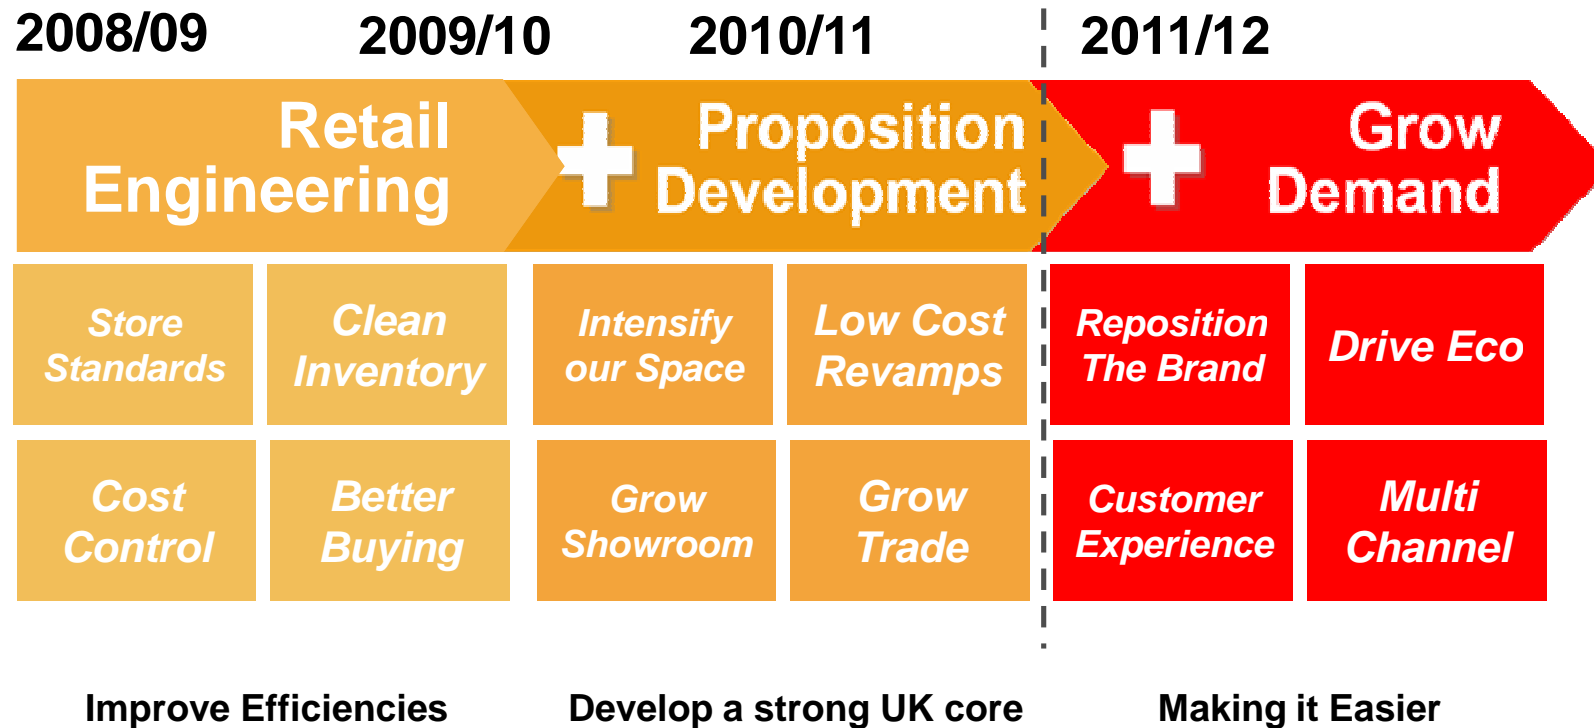 2008/09
2009/10
2010/11
2011/12
Retail
Engineering
Proposition
Development
Grow
Demand
Store
Standards
Clean
Inventory
Intensify
our Space
Low Cost
Revamps
Reposition
The Brand
Drive Eco
Cost
Control
Better
Buying
Grow
Showroom
Grow
Trade
Customer
Experience
Multi
Channel
Improve Efficiencies
Develop a strong UK core
Making it Easier